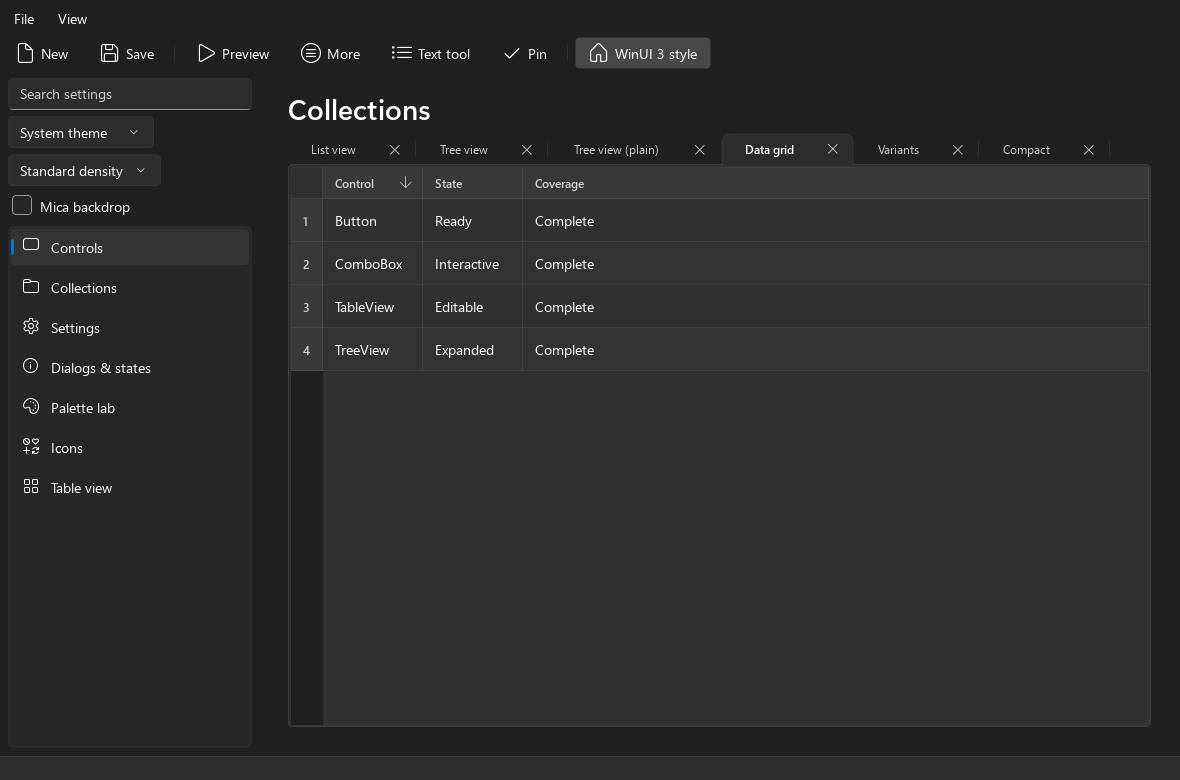 File View
New Save Preview More Text tool Pin WinUI 3 style
Search settings
System theme
Standard density
Mica backdrop
Controls
Collections
Settings
Dialogs & states
Palette lab
Icons
Table view
Collections
List view Tree view Tree view (plain) Data grid Variants Compact
Control State Coverage
1 Button Ready Complete
2 ComboBox Interactive Complete
3 TableView Editable Complete
4 TreeView Expanded Complete